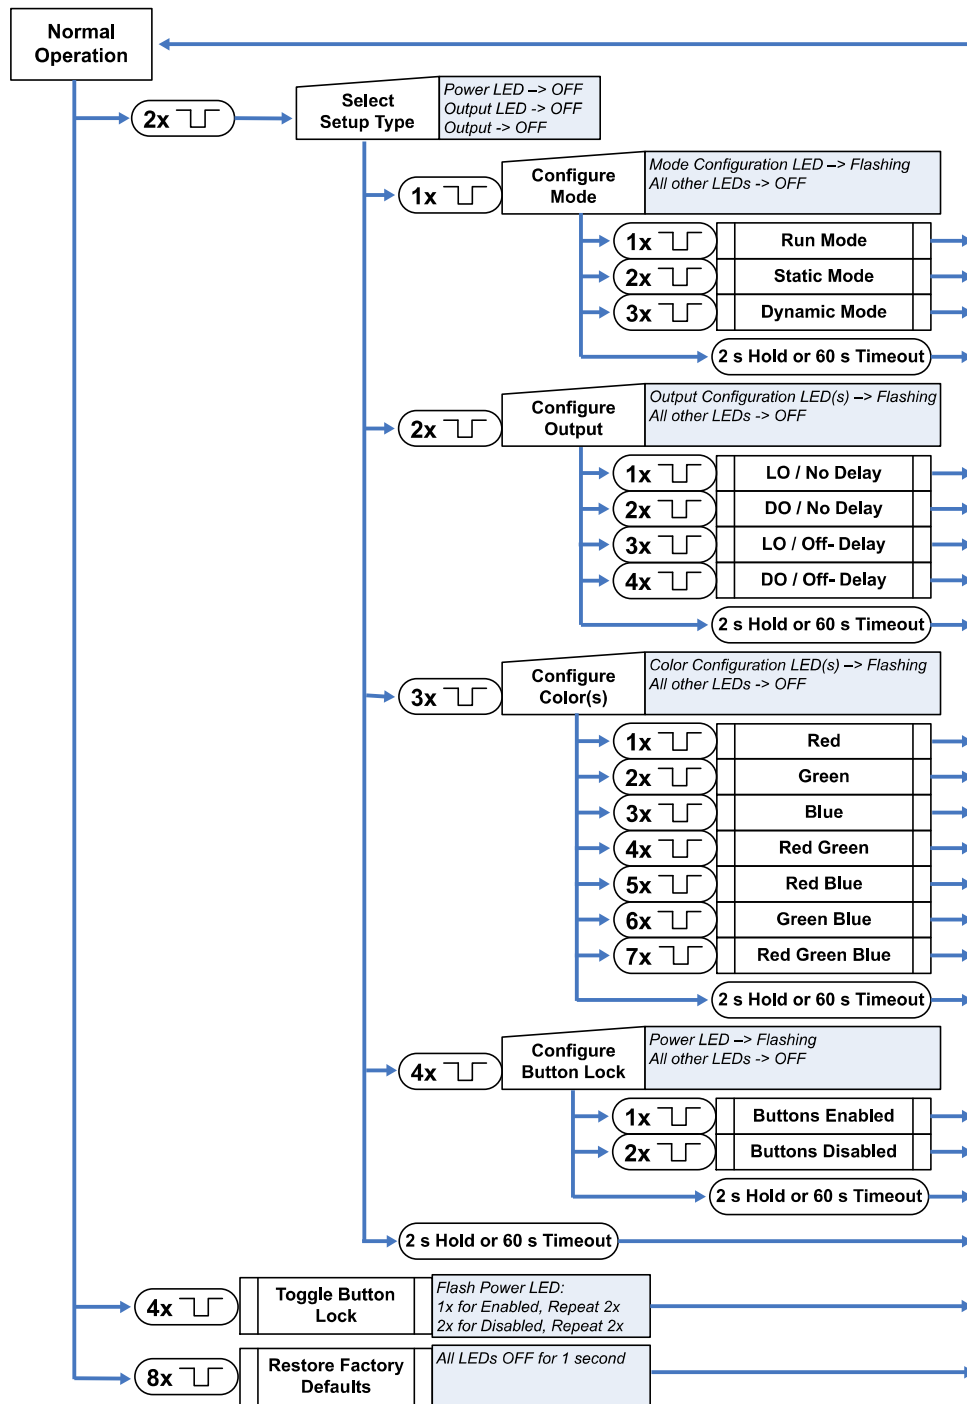 Normal
Operation
2x
Select
Setup Type
Power LED –> OFF
Output LED -> OFF
Output -> OFF
1x
Configure
Mode
Mode Configuration LED –> Flashing
All other LEDs -> OFF
1x
Run Mode
2x
Static Mode
3x
Dynamic Mode
2 s Hold or 60 s Timeout
2x
Configure
Output
Output Configuration LED(s) –> Flashing
All other LEDs -> OFF
1x
LO / No Delay
2x
DO / No Delay
3x
LO / Off- Delay
4x
DO / Off- Delay
2 s Hold or 60 s Timeout
3x
Configure
Color(s)
Color Configuration LED(s) –> Flashing
All other LEDs -> OFF
1x
Red
2x
Green
3x
Blue
4x
Red Green
5x
Red Blue
6x
Green Blue
7x
Red Green Blue
2 s Hold or 60 s Timeout
4x
Configure
Button Lock
Power LED –> Flashing
All other LEDs -> OFF
1x
Buttons Enabled
2x
Buttons Disabled
2 s Hold or 60 s Timeout
2 s Hold or 60 s Timeout
4x
Toggle Button
Lock
Flash Power LED:
1x for Enabled, Repeat 2x
2x for Disabled, Repeat 2x
8x
Restore Factory
Defaults
All LEDs OFF for 1 second